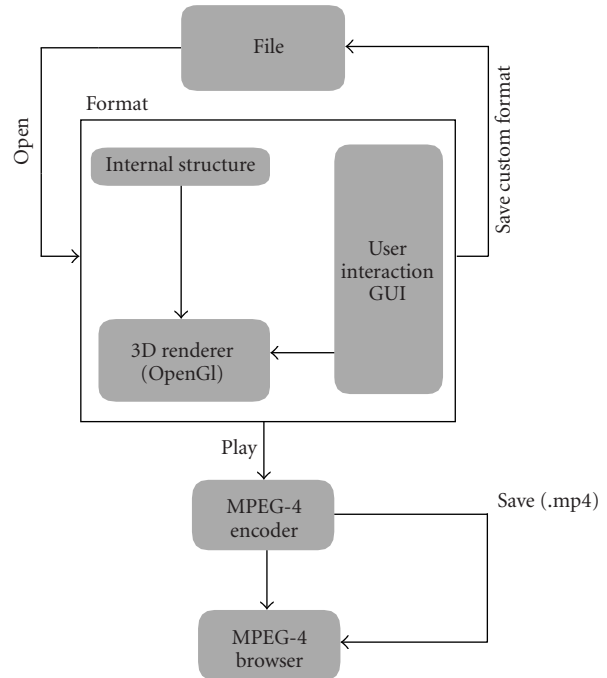 File
Format
Open
Save custom format
Internal structure
User
interaction
GUI
3D renderer
(OpenGl)
Play
MPEG-4
encoder
Save (.mp4)
MPEG-4
browser